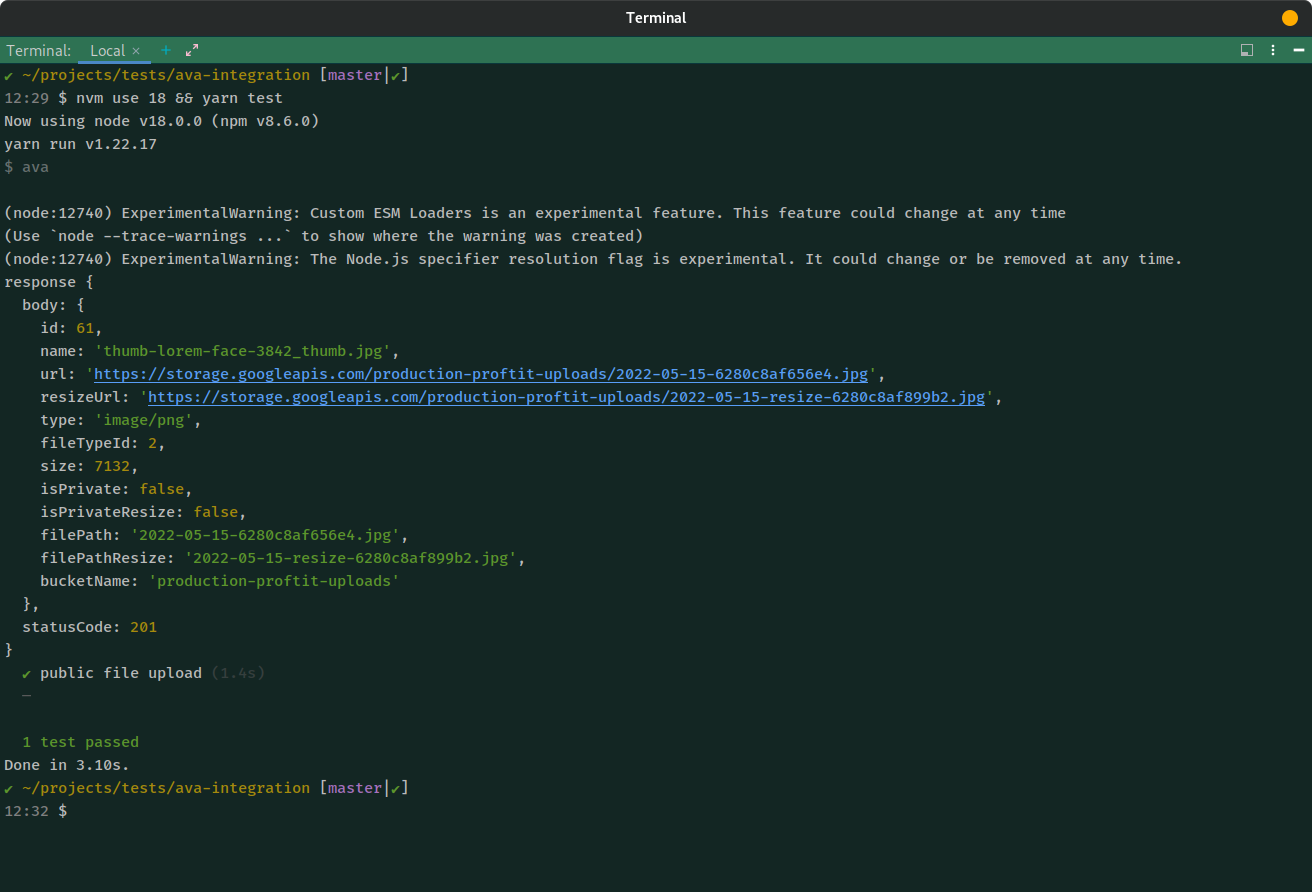 Terminal
Terminal: Local × +
✔ ~/projects/tests/ava-integration [master|✔]
12:29 $ nvm use 18 && yarn test
Now using node v18.0.0 (npm v8.6.0)
yarn run v1.22.17
$ ava
(node:12740) ExperimentalWarning: Custom ESM Loaders is an experimental feature. This feature could change at any time
(Use `node --trace-warnings ...` to show where the warning was created)
(node:12740) ExperimentalWarning: The Node.js specifier resolution flag is experimental. It could change or be removed at any time.
response {
  body: {
    id: 61,
    name: 'thumb-lorem-face-3842_thumb.jpg',
    url: 'https://storage.googleapis.com/production-proftit-uploads/2022-05-15-6280c8af656e4.jpg',
    resizeUrl: 'https://storage.googleapis.com/production-proftit-uploads/2022-05-15-resize-6280c8af899b2.jpg',
    type: 'image/png',
    fileTypeId: 2,
    size: 7132,
    isPrivate: false,
    isPrivateResize: false,
    filePath: '2022-05-15-6280c8af656e4.jpg',
    filePathResize: '2022-05-15-resize-6280c8af899b2.jpg',
    bucketName: 'production-proftit-uploads'
  },
  statusCode: 201
}
  ✔ public file upload (1.4s)
  ─
  1 test passed
Done in 3.10s.
✔ ~/projects/tests/ava-integration [master|✔]
12:32 $